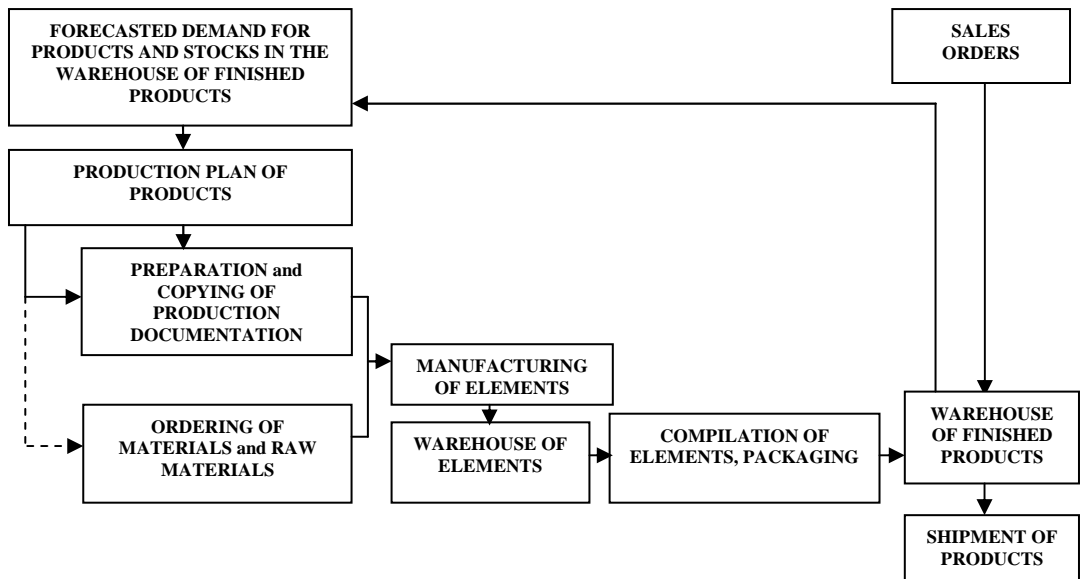 FORECASTED DEMAND FOR
PRODUCTS AND STOCKS IN THE
WAREHOUSE OF FINISHED
PRODUCTS
SALES
ORDERS
PRODUCTION PLAN OF
PRODUCTS
PREPARATION and
COPYING OF
PRODUCTION
DOCUMENTATION
MANUFACTURING
OF ELEMENTS
ORDERING OF
MATERIALS and RAW
MATERIALS
WAREHOUSE OF
ELEMENTS
COMPILATION OF
ELEMENTS, PACKAGING
WAREHOUSE
OF FINISHED
PRODUCTS
SHIPMENT OF
PRODUCTS